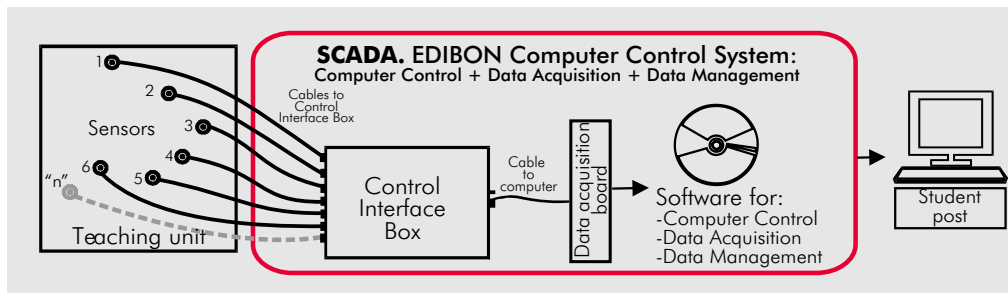 SCADA. EDIBON Computer Control System:
Computer Control + Data Acquisition + Data Management
1
2
3
4
5
6
"n"
Sensors
Teaching unit
Cables to
Control
Interface Box
Control
Interface
Box
Cable
to
computer
Data acquisition
board
Software for:
-Computer Control
-Data Acquisition
-Data Management
Student
post